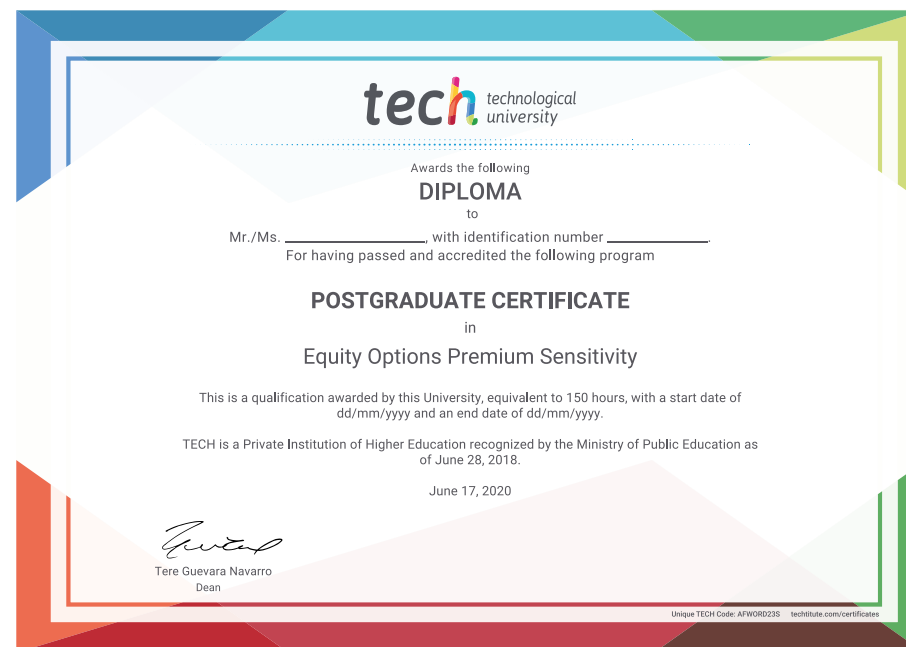 tech technological
university
Awards the following
DIPLOMA
to
Mr./Ms. ____________________, with identification number ______________.
For having passed and accredited the following program
POSTGRADUATE CERTIFICATE
in
Equity Options Premium Sensitivity
This is a qualification awarded by this University, equivalent to 150 hours, with a start date of
dd/mm/yyyy and an end date of dd/mm/yyyy.
TECH is a Private Institution of Higher Education recognized by the Ministry of Public Education as
of June 28, 2018.
June 17, 2020
Tere Guevara Navarro
Dean
Unique TECH Code: AFWORD23S techtitute.com/certificates